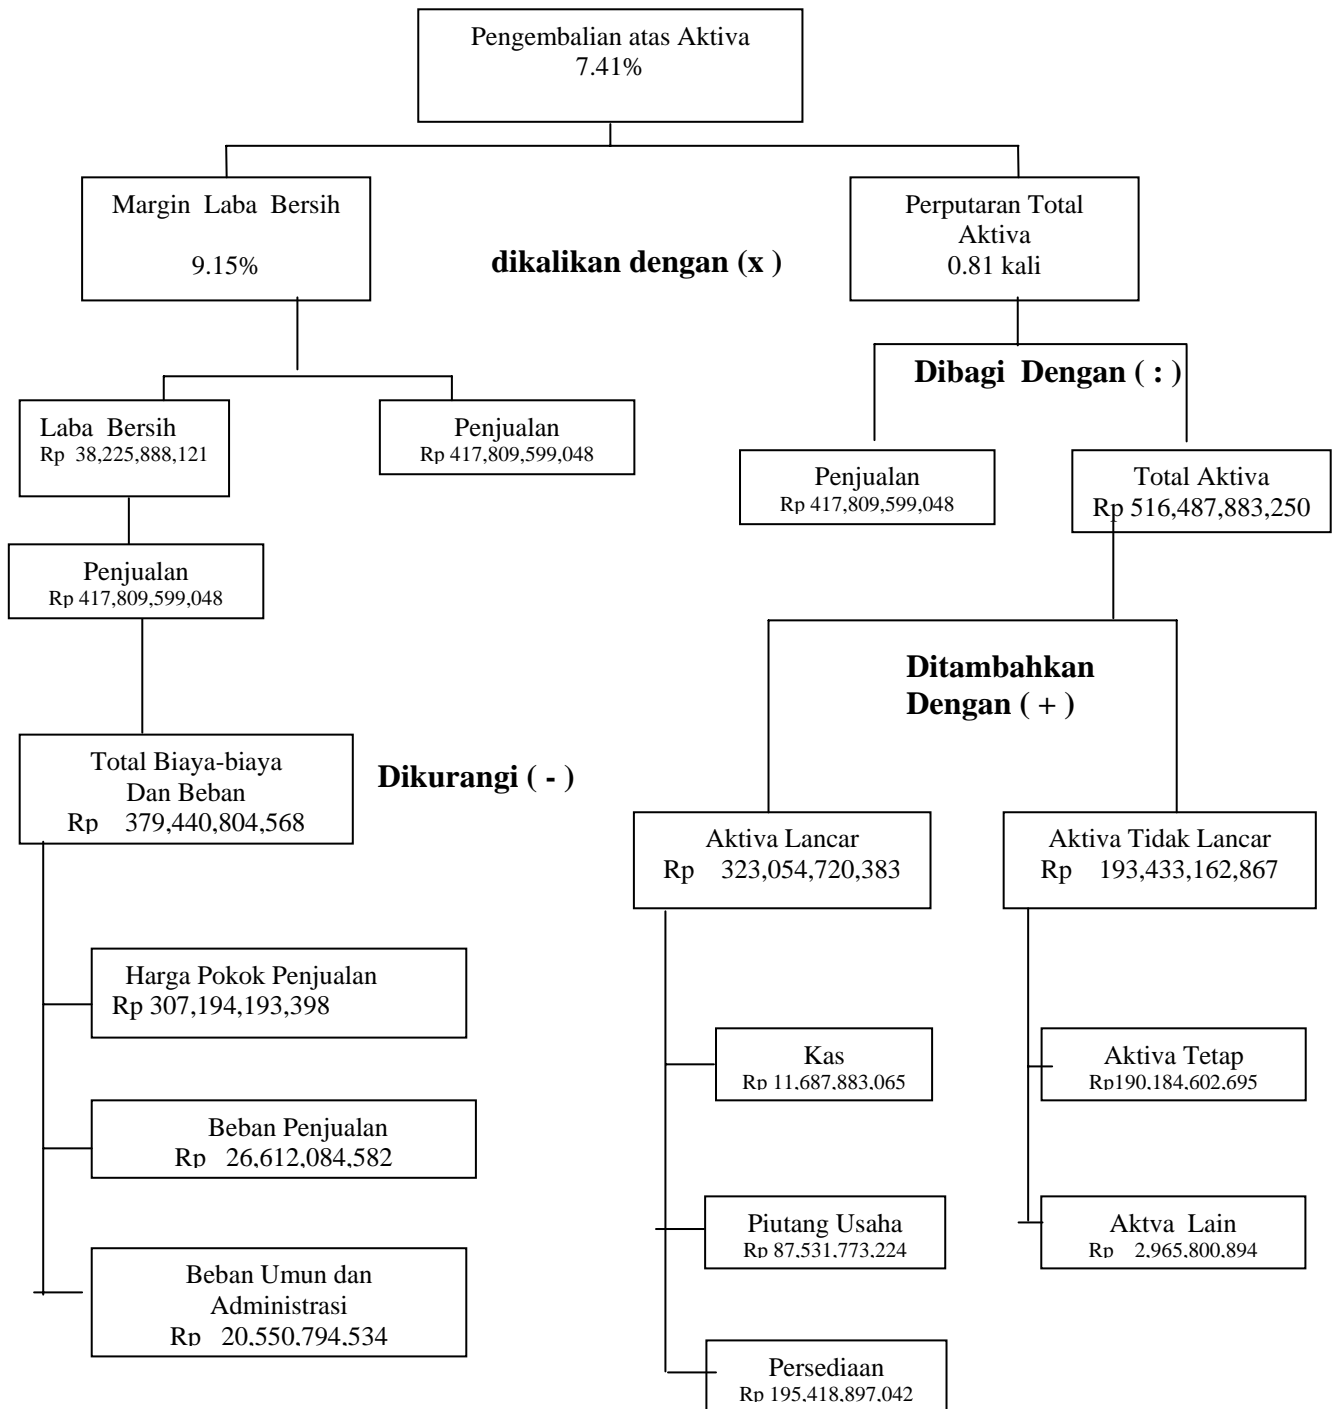 Pengembalian atas Aktiva
7.41%
Margin Laba Bersih
9.15%
dikalikan dengan (x )
Perputaran Total
Aktiva
0.81 kali
Dibagi Dengan ( : )
Laba Bersih
Rp 38,225,888,121
Penjualan
Rp 417,809,599,048
Penjualan
Rp 417,809,599,048
Total Aktiva
Rp 516,487,883,250
Penjualan
Rp 417,809,599,048
Ditambahkan
Dengan ( + )
Total Biaya-biaya
Dan Beban
Rp 379,440,804,568
Dikurangi ( - )
Aktiva Lancar
Rp 323,054,720,383
Aktiva Tidak Lancar
Rp 193,433,162,867
Harga Pokok Penjualan
Rp 307,194,193,398
Kas
Rp 11,687,883,065
Aktiva Tetap
Rp190,184,602,695
Beban Penjualan
Rp 26,612,084,582
Piutang Usaha
Rp 87,531,773,224
Aktva Lain
Rp 2,965,800,894
Beban Umun dan
Administrasi
Rp 20,550,794,534
Persediaan
Rp 195,418,897,042